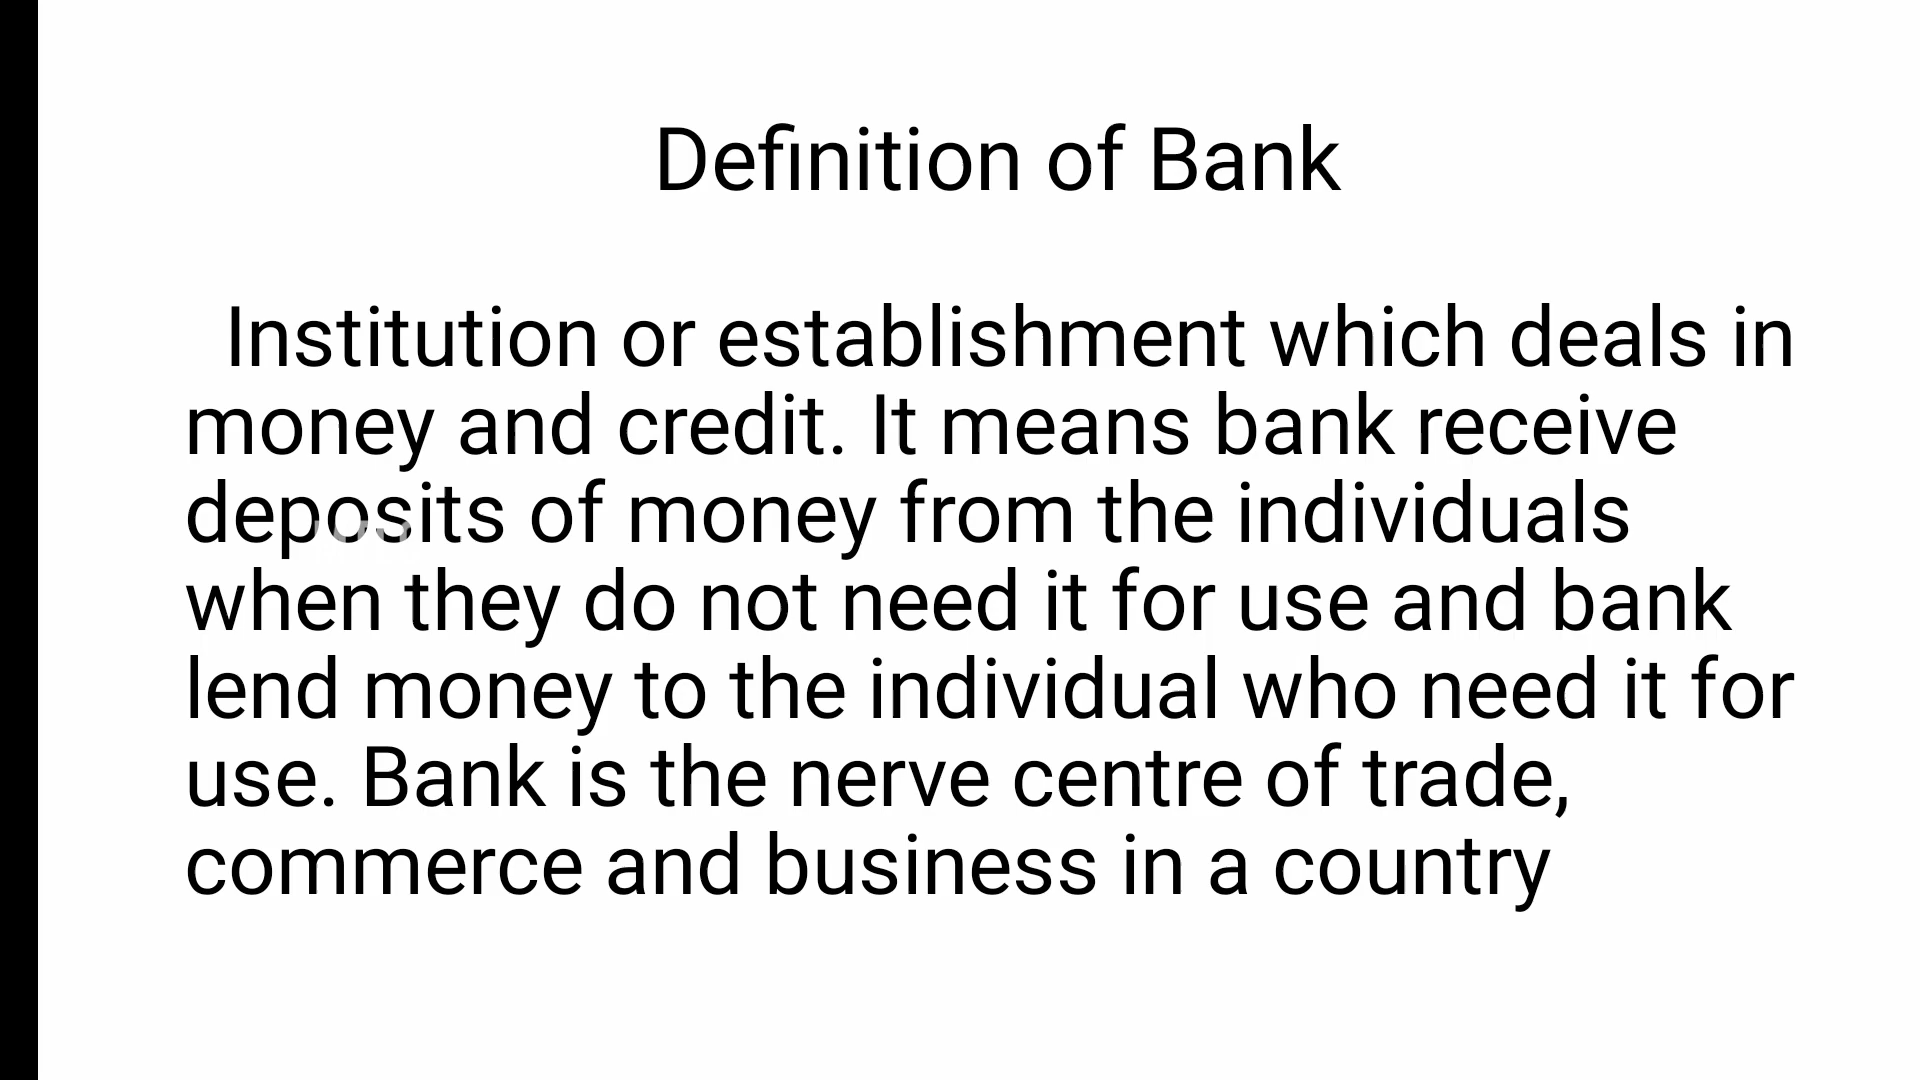 Definition of Bank
Institution or establishment which deals in
money and credit. It means bank receive
deposits of money from the individuals
when they do not need it for use and bank
lend money to the individual who need it for
use. Bank is the nerve centre of trade,
commerce and business in a country